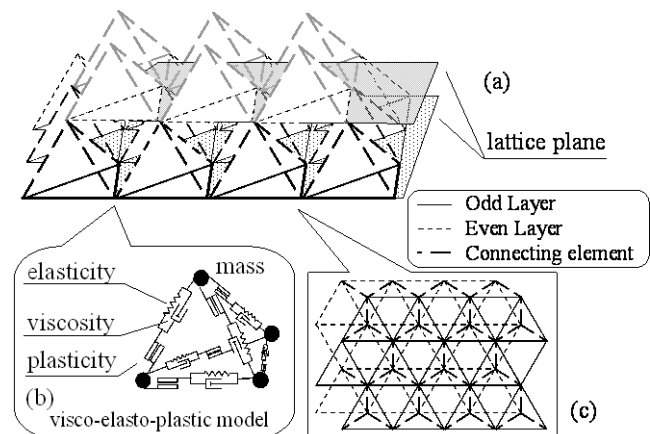 (a)
lattice plane
Odd Layer
Even Layer
Connecting element
elasticity
mass
viscosity
plasticity
(b)
visco-elasto-plastic model
(c)